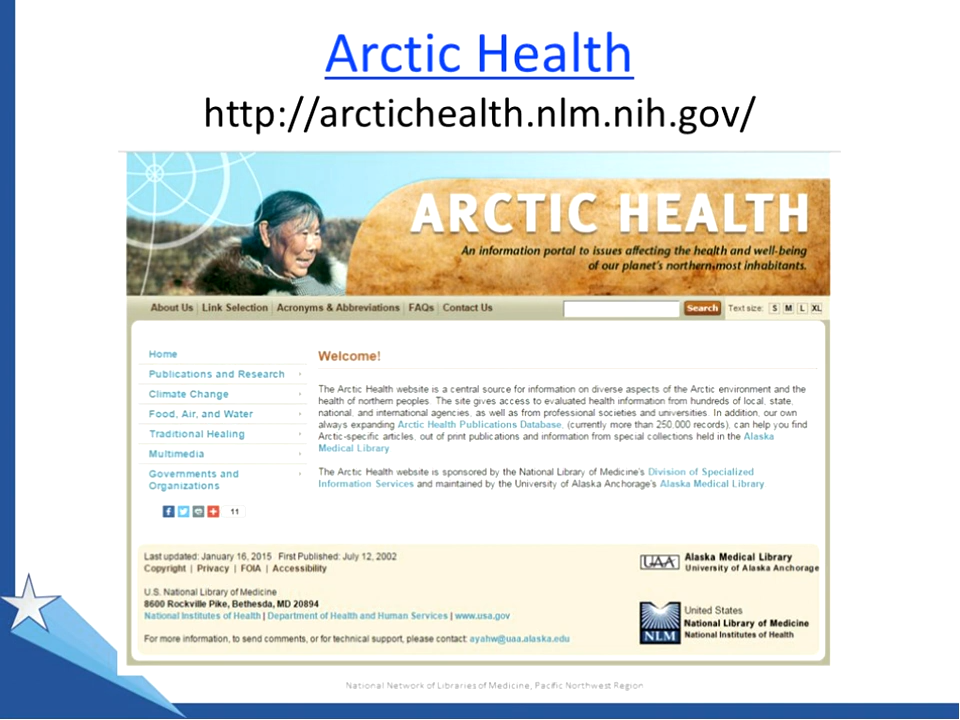 Arctic Health
http://arctichealth.nlm.nih.gov/
ARCTIC HEALTH
An information portal to issues affecting the health and well-being
of our planet's northern-most inhabitants.
About Us | Link Selection | Acronyms & Abbreviations | FAQs | Contact Us
Search
Text size: S M L XL
Home
Publications and Research
Climate Change
Food, Air, and Water
Traditional Healing
Multimedia
Governments and
Organizations
11
Welcome!
The Arctic Health website is a central source for information on diverse aspects of the Arctic environment and the
health of northern peoples. The site gives access to evaluated health information from hundreds of local, state,
national, and international agencies, as well as from professional societies and universities. In addition, our own
always expanding Arctic Health Publications Database, (currently more than 250,000 records), can help you find
Arctic-specific articles, out of print publications and information from special collections held in the Alaska
Medical Library
The Arctic Health website is sponsored by the National Library of Medicine's Division of Specialized
Information Services and maintained by the University of Alaska Anchorage's Alaska Medical Library
Last updated: January 16, 2015 First Published: July 12, 2002
Copyright | Privacy | FOIA | Accessibility
U.S. National Library of Medicine
8600 Rockville Pike, Bethesda, MD 20894
National Institutes of Health | Department of Health and Human Services | www.usa.gov
For more information, to send comments, or for technical support, please contact: ayahw@uaa.alaska.edu
UAA
Alaska Medical Library
University of Alaska Anchorage
NLM
United States
National Library of Medicine
National Institutes of Health
National Network of Libraries of Medicine, Pacific Northwest Region